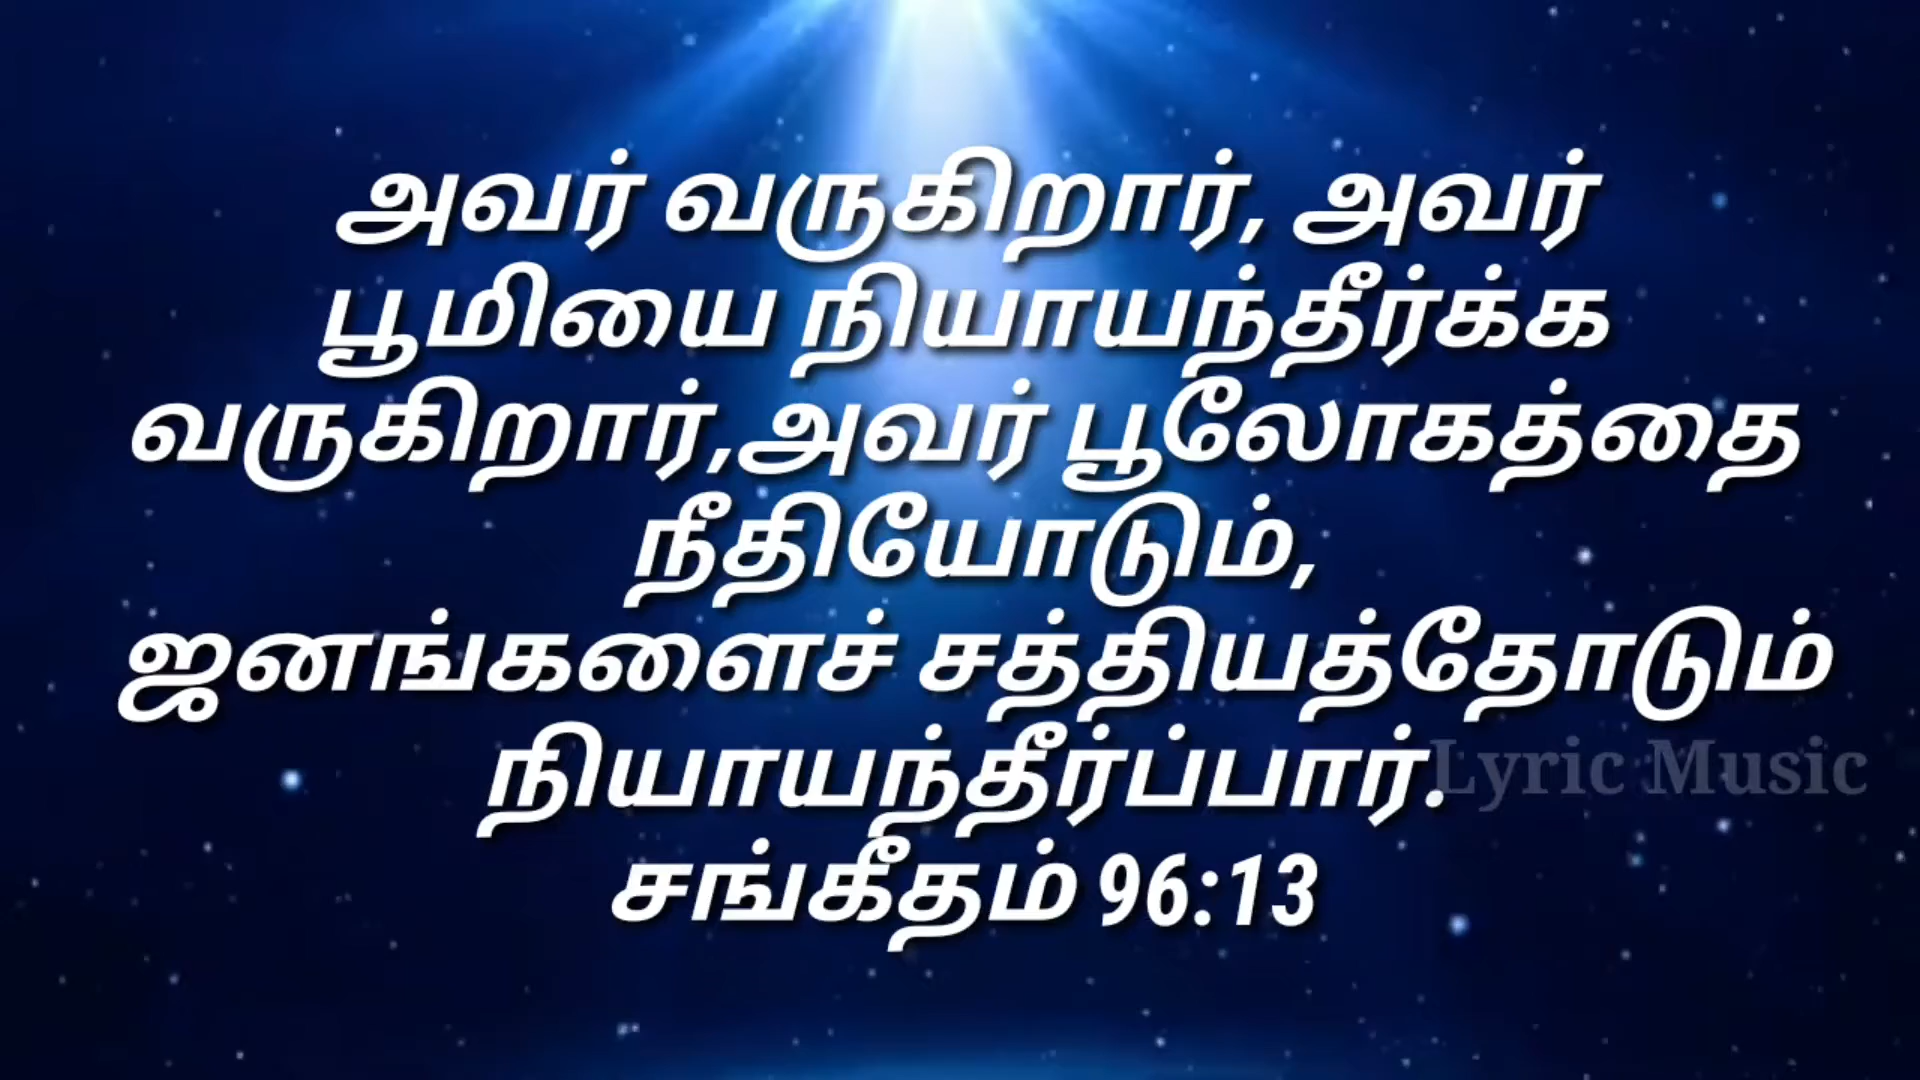 அவர் வருகிறார், அவர்
பூமியை நியாயந்தீர்க்க
வருகிறார்,அவர் பூலோகத்தை
நீதியோடும்,
ஜனங்களைச் சத்தியத்தோடும்
நியாயந்தீர்ப்பார்.
Lyric Music
சங்கீதம் 96:13